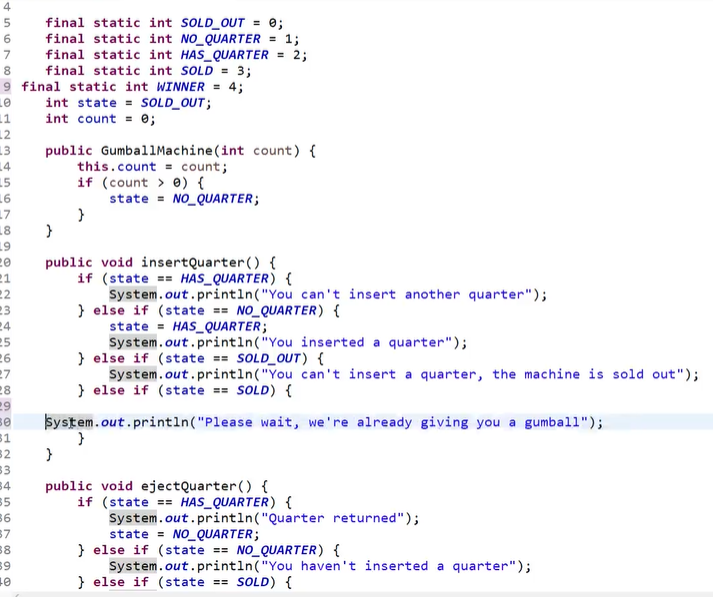 4
5 final static int SOLD_OUT = 0;
6 final static int NO_QUARTER = 1;
7 final static int HAS_QUARTER = 2;
8 final static int SOLD = 3;
9 final static int WINNER = 4;
10 int state = SOLD_OUT;
11 int count = 0;
12
13 public GumballMachine(int count) {
14 this.count = count;
15 if (count > 0) {
16 state = NO_QUARTER;
17 }
18 }
19
20 public void insertQuarter() {
21 if (state == HAS_QUARTER) {
22 System.out.println("You can't insert another quarter");
23 } else if (state == NO_QUARTER) {
24 state = HAS_QUARTER;
25 System.out.println("You inserted a quarter");
26 } else if (state == SOLD_OUT) {
27 System.out.println("You can't insert a quarter, the machine is sold out");
28 } else if (state == SOLD) {
29
30 System.out.println("Please wait, we're already giving you a gumball");
31 }
32 }
33
34 public void ejectQuarter() {
35 if (state == HAS_QUARTER) {
36 System.out.println("Quarter returned");
37 state = NO_QUARTER;
38 } else if (state == NO_QUARTER) {
39 System.out.println("You haven't inserted a quarter");
40 } else if (state == SOLD) {